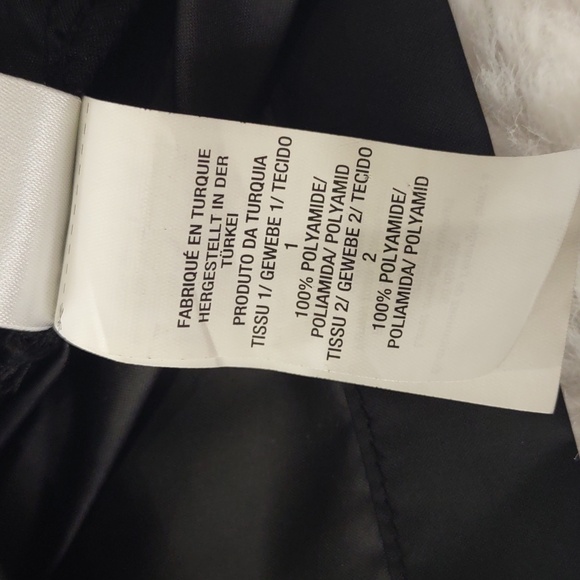 FABRIQUÉ EN TURQUIE
HERGESTELLT IN DER
TÜRKEI
PRODUTO DA TURQUIA
TISSU 1/ GEWEBE 1/ TECIDO
1
100% POLYAMIDE/
POLIAMIDA/ POLYAMID
TISSU 2/ GEWEBE 2/ TECIDO
2
100% POLYAMIDE/
POLIAMIDA/ POLYAMID